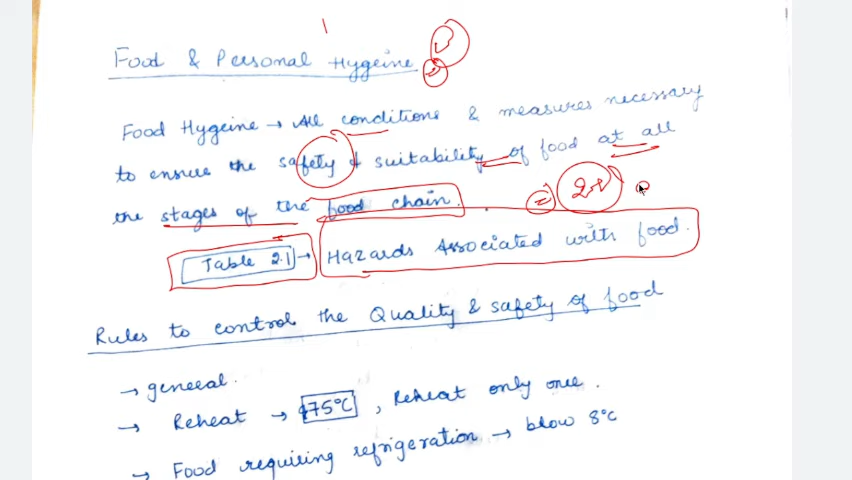 Food & Personal Hygeine
Food Hygeine → All conditions & measures necessary
to ensure the safety & suitability of food at all
the stages of the food chain.
Table 2.1 → Hazards Associated with food.
Rules to control the Quality & safety of food
→ general.
→ Reheat → 75°C, Reheat only once.
→ Food requiring refrigeration → blow 8°C